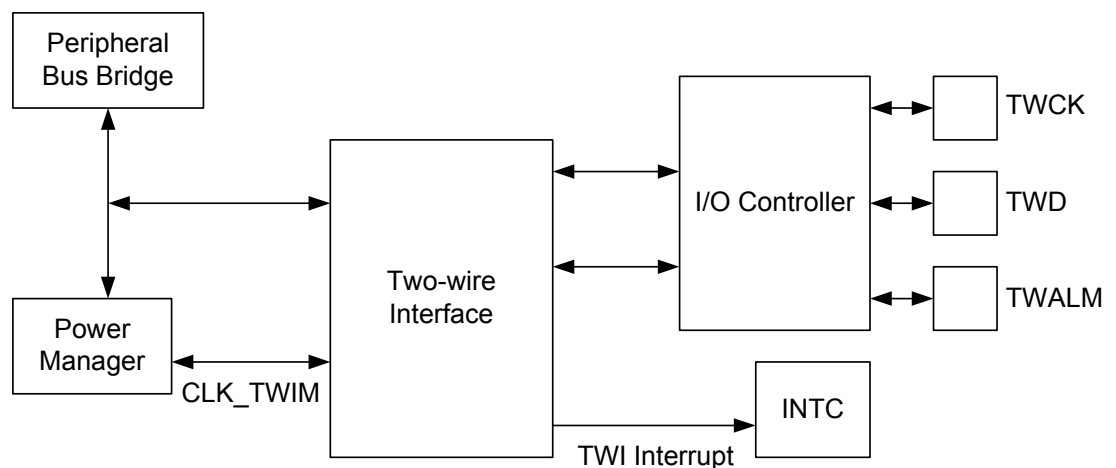 Peripheral
Bus Bridge
TWCK
I/O Controller
TWD
Two-wire
Interface
TWALM
Power
Manager
CLK_TWIM
INTC
TWI Interrupt